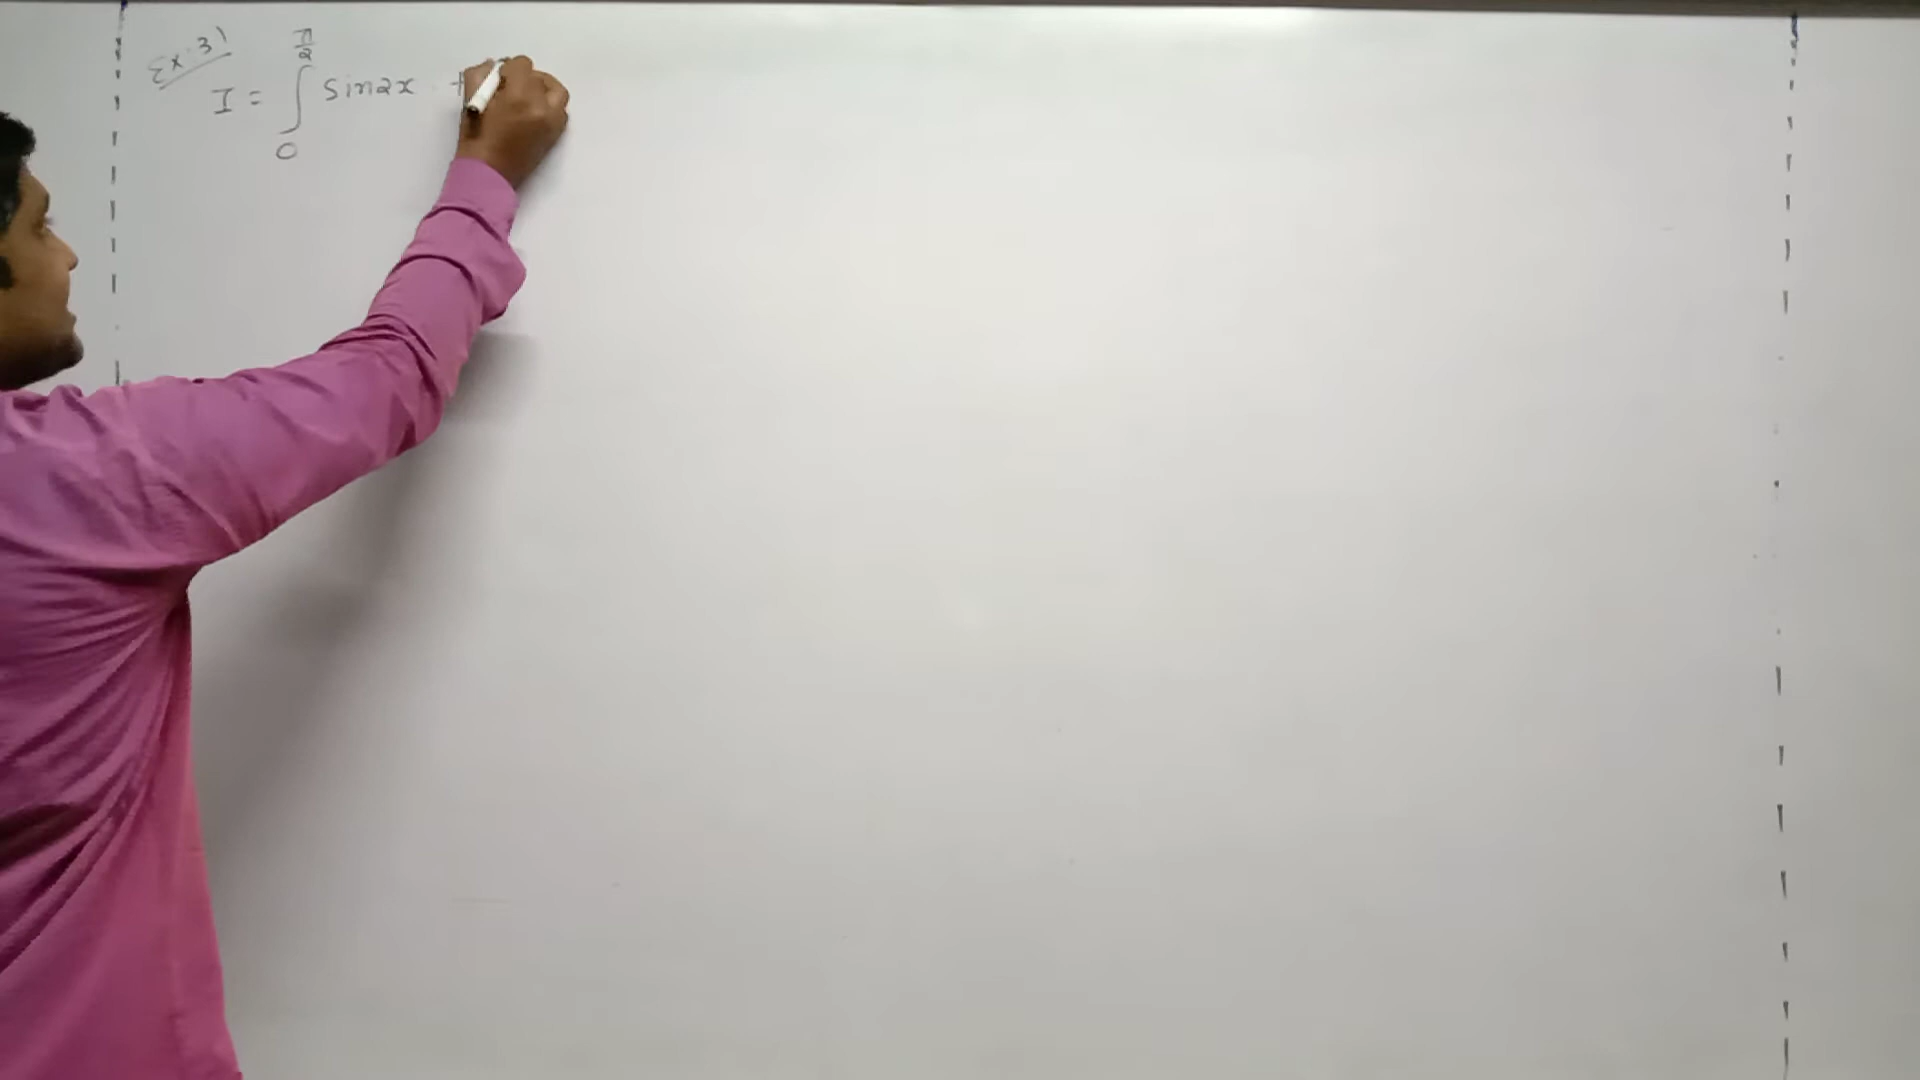 Ex.31
I = ∫₀^{π/2} sin2x